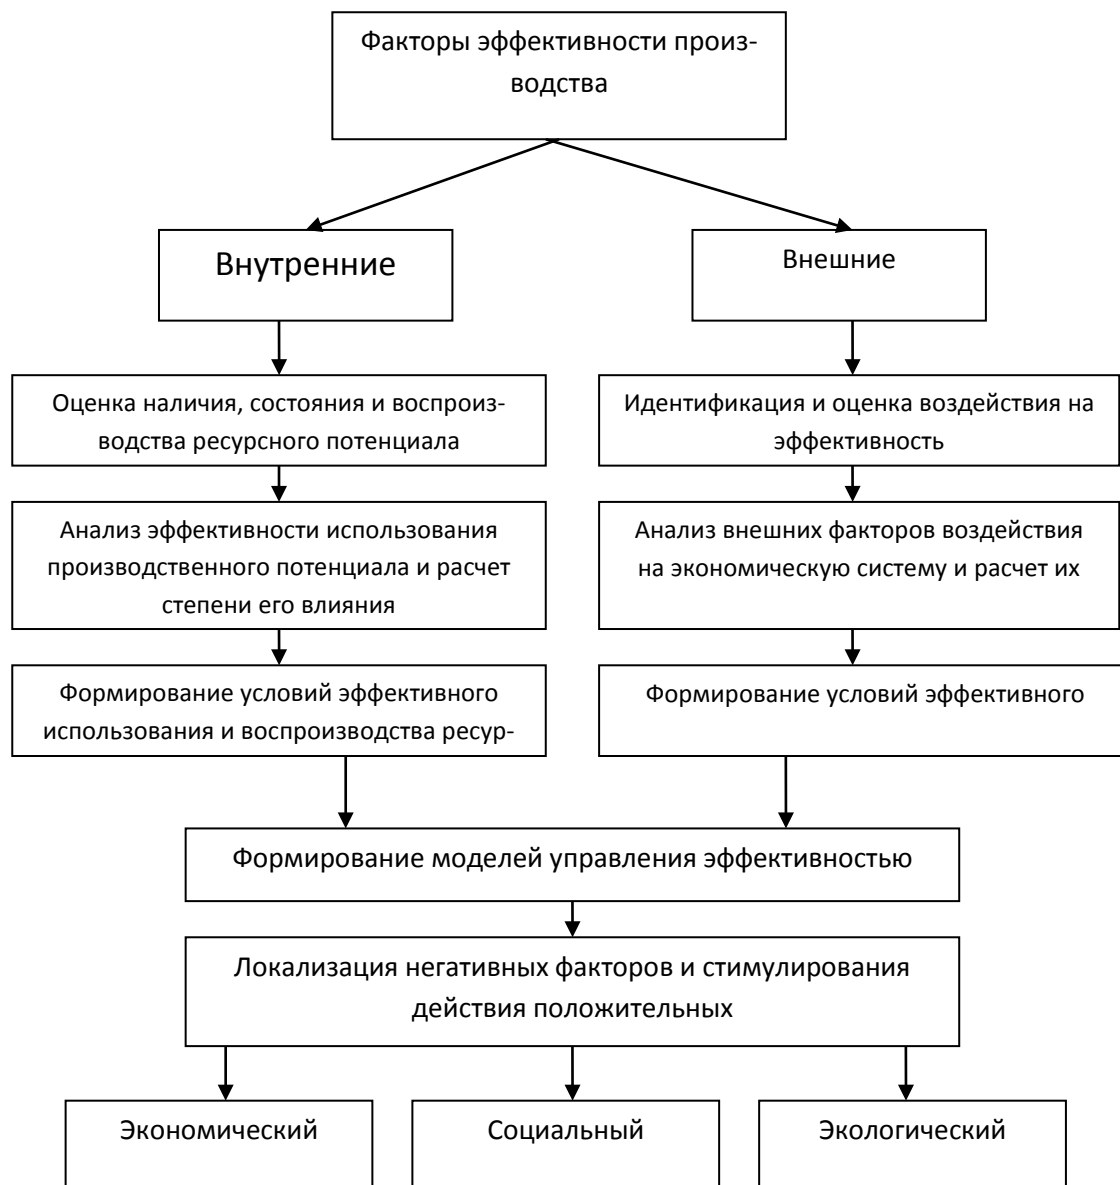 Факторы эффективности произ-
водства
Внутренние
Внешние
Оценка наличия, состояния и воспроиз-
водства ресурсного потенциала
Идентификация и оценка воздействия на
эффективность
Анализ эффективности использования
производственного потенциала и расчет
степени его влияния
Анализ внешних факторов воздействия
на экономическую систему и расчет их
Формирование условий эффективного
использования и воспроизводства ресур-
Формирование условий эффективного
Формирование моделей управления эффективностью
Локализация негативных факторов и стимулирования
действия положительных
Экономический
Социальный
Экологический